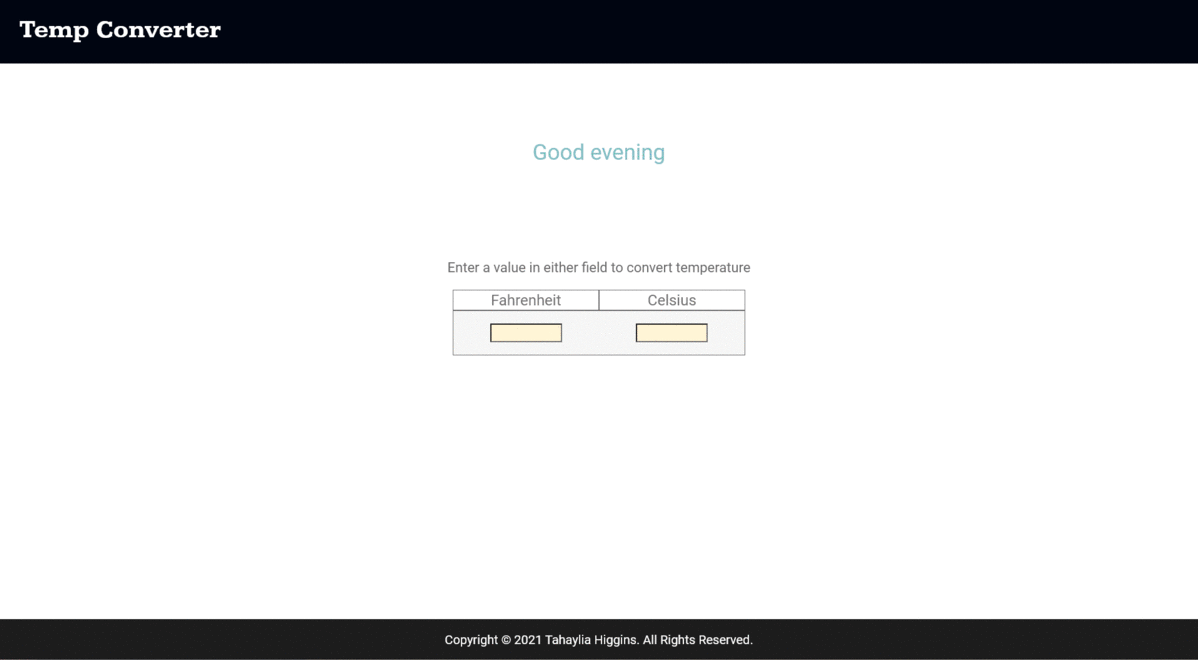 Temp Converter
Good evening
Enter a value in either field to convert temperature
Fahrenheit Celsius
Copyright © 2021 Tahaylia Higgins. All Rights Reserved.